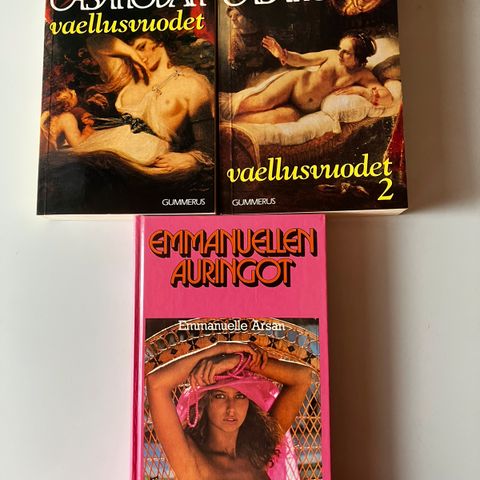 vaellusvuodet
GUMMERUS
vaellusvuodet
2
GUMMERUS
EMMANUELLEN
AURINGOT
Emmanuelle Arsan